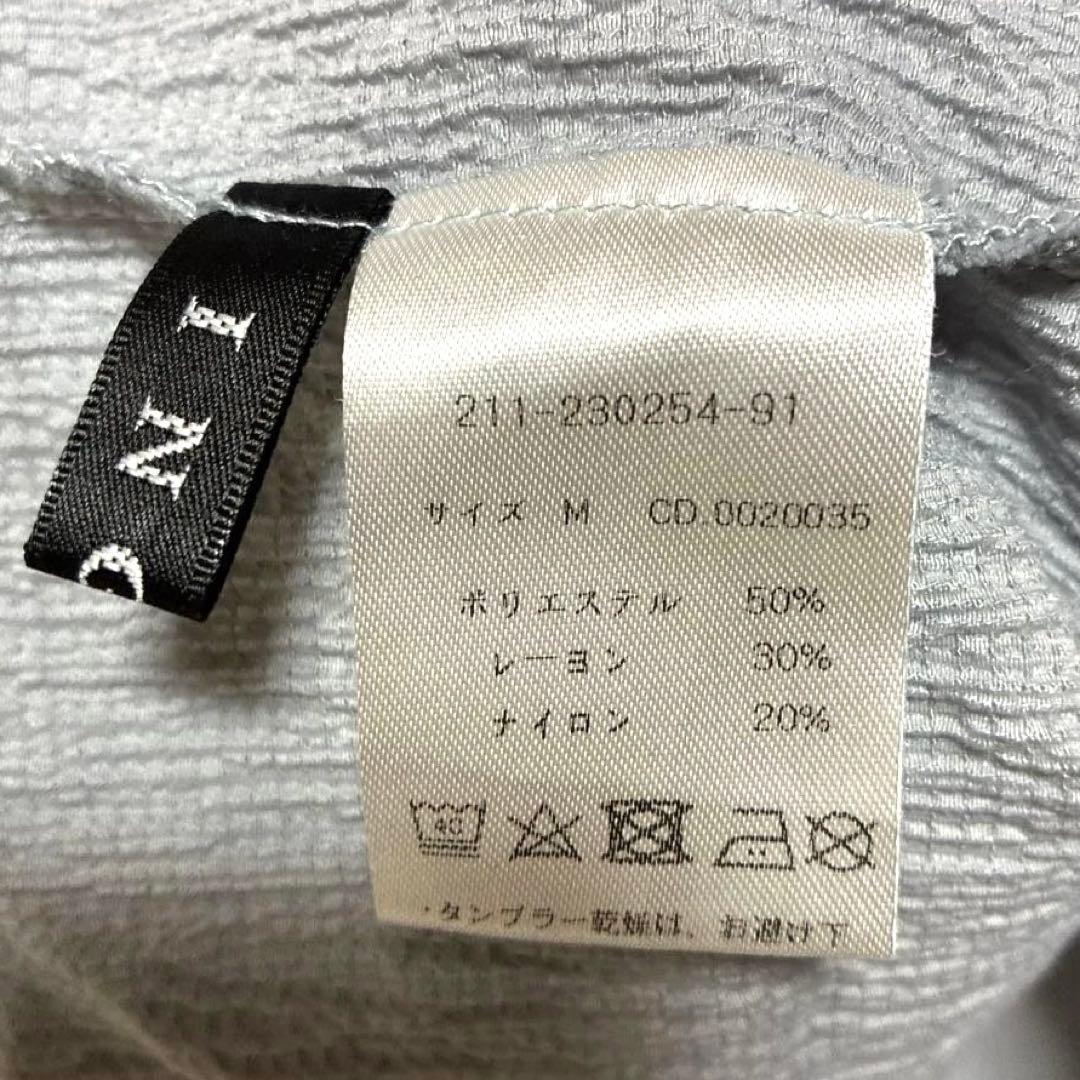 INO
211-230254-91
サイズ M CD.0020035
ポリエステル 50%
レーヨン 30%
ナイロン 20%
40
・タンブラー乾燥は、お避け下